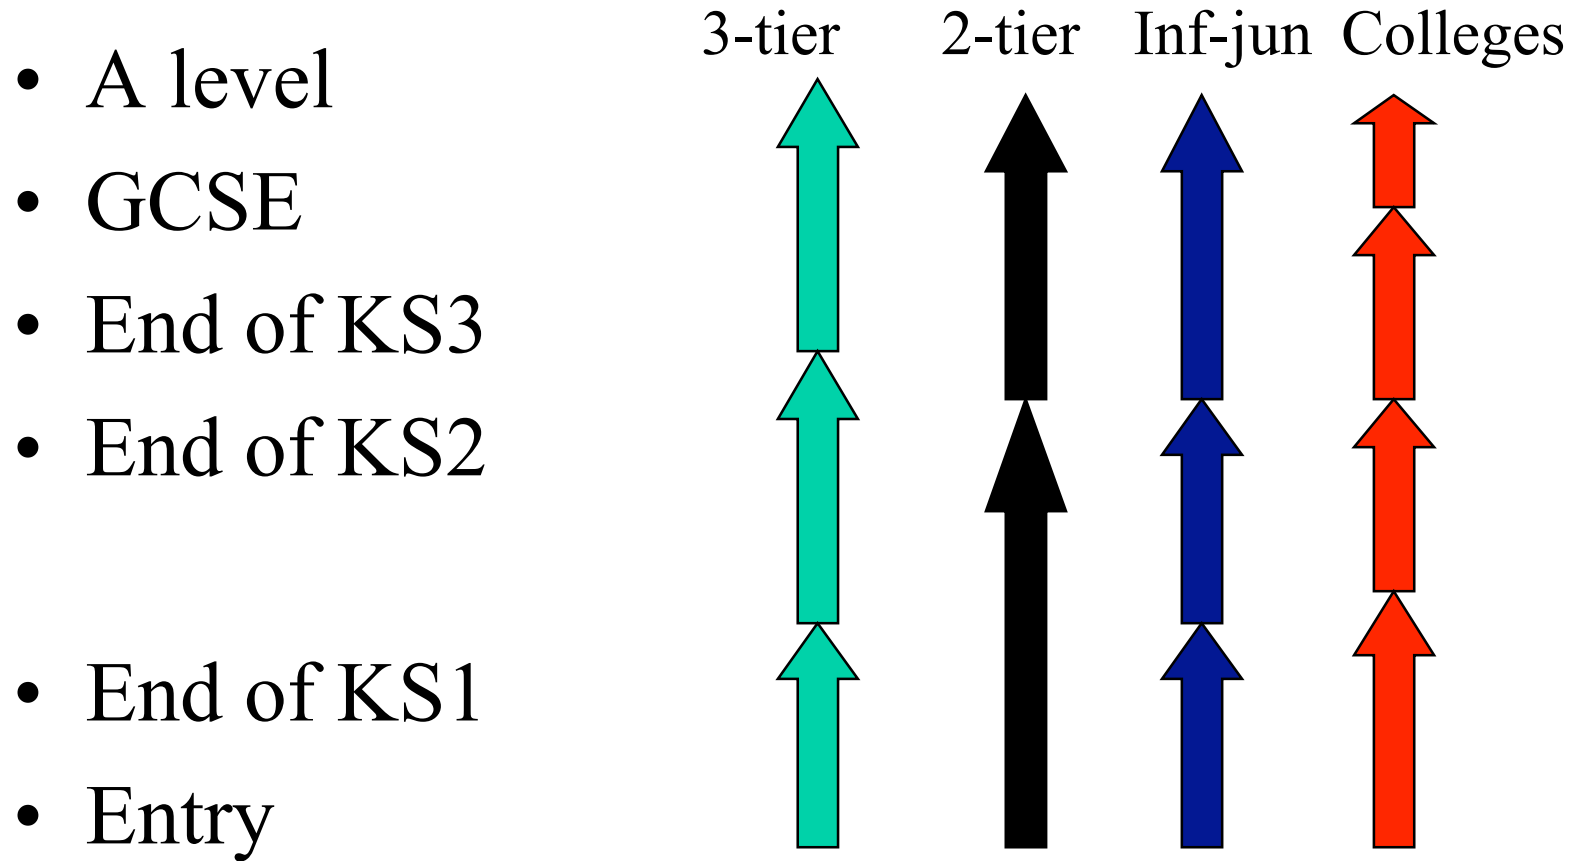 3-tier 2-tier Inf-jun Colleges
• A level
• GCSE
• End of KS3
• End of KS2
• End of KS1
• Entry